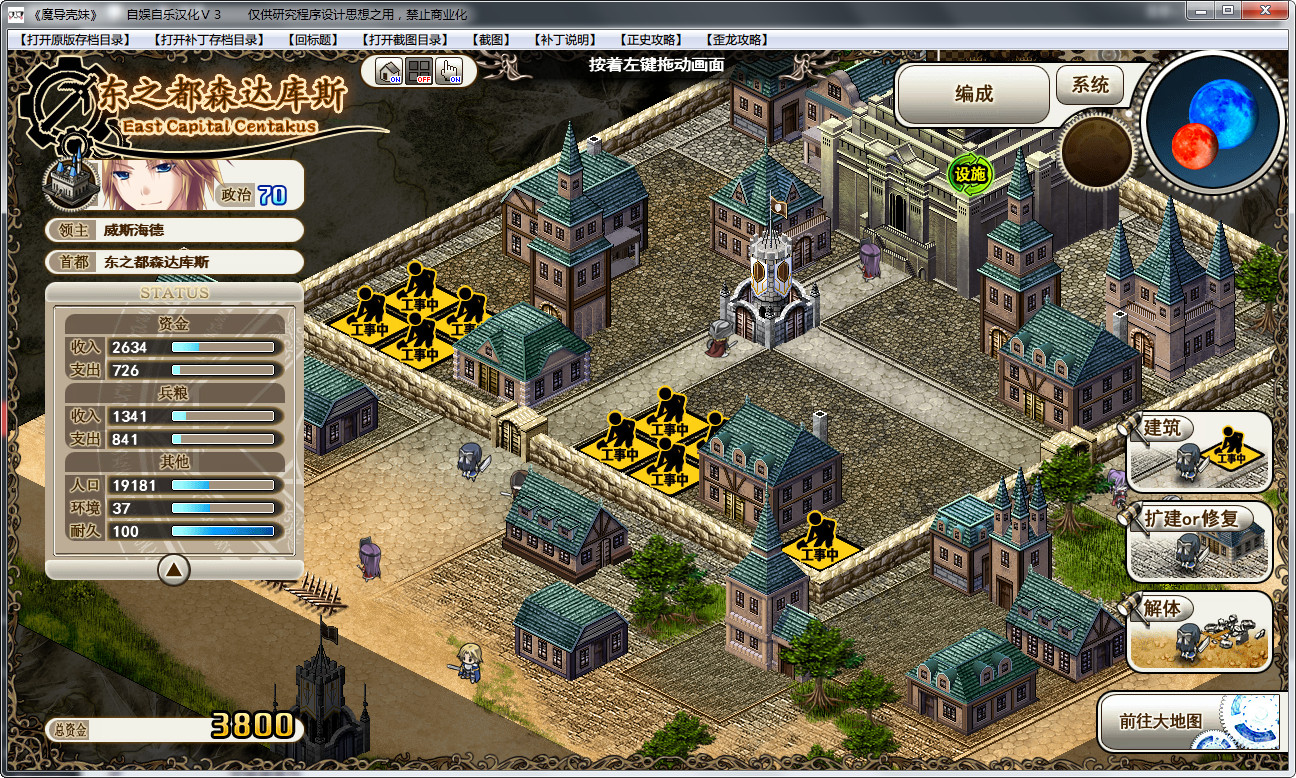 《魔导壳妹》 自娱自乐汉化Ｖ３ 仅供研究程序设计思想之用，禁止商业化
【打开原版存档目录】 【打开补丁存档目录】 【回标题】 【打开截图目录】 【截图】 【补丁说明】 【正史攻略】 【歪龙攻略】
ON OFF ON
按着左键拖动画面
编成
系统
东之都森达库斯
East Capital Centakus
设施
政治 70
领主 威斯海德
首都 东之都森达库斯
STATUS
资金
收入 2634
支出 726
兵粮
收入 1341
支出 841
其他
人口 19181
环境 37
耐久 100
工事中
工事中
工事中
工事中
工事中
工事中
工事中
工事中
建筑
工事中
扩建or修复
解体
前往大地图
总资金 3800